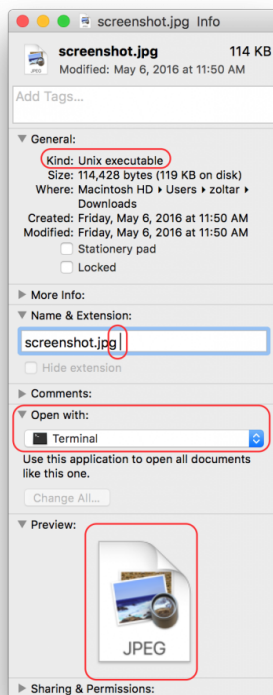 screenshot.jpg Info
screenshot.jpg 114 KB
Modified: May 6, 2016 at 11:50 AM
Add Tags...
General:
Kind: Unix executable
Size: 114,428 bytes (119 KB on disk)
Where: Macintosh HD ▸ Users ▸ zoltar ▸
Downloads
Created: Friday, May 6, 2016 at 11:50 AM
Modified: Friday, May 6, 2016 at 11:50 AM
Stationery pad
Locked
More Info:
Name & Extension:
screenshot.jpg
Hide extension
Comments:
Open with:
Terminal
Use this application to open all documents
like this one.
Change All...
Preview:
JPEG
Sharing & Permissions: